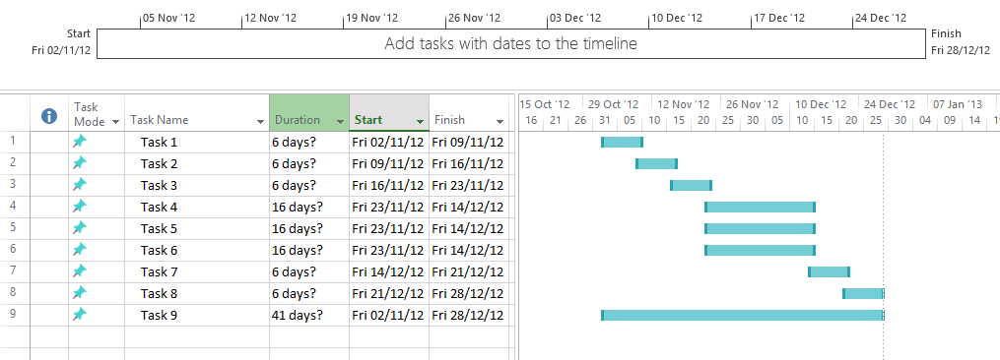 05 Nov '12 12 Nov '12 19 Nov '12 26 Nov '12 03 Dec '12 10 Dec '12 17 Dec '12 24 Dec '12
Start
Fri 02/11/12
Add tasks with dates to the timeline
Finish
Fri 28/12/12
Task Mode Task Name Duration Start Finish
15 Oct '12 29 Oct '12 12 Nov '12 26 Nov '12 10 Dec '12 24 Dec '12 07 Jan '13
16 21 26 31 05 10 15 20 25 30 05 10 15 20 25 30 04 09 14 19
1 Task 1 6 days? Fri 02/11/12 Fri 09/11/12
2 Task 2 6 days? Fri 09/11/12 Fri 16/11/12
3 Task 3 6 days? Fri 16/11/12 Fri 23/11/12
4 Task 4 16 days? Fri 23/11/12 Fri 14/12/12
5 Task 5 16 days? Fri 23/11/12 Fri 14/12/12
6 Task 6 16 days? Fri 23/11/12 Fri 14/12/12
7 Task 7 6 days? Fri 14/12/12 Fri 21/12/12
8 Task 8 6 days? Fri 21/12/12 Fri 28/12/12
9 Task 9 41 days? Fri 02/11/12 Fri 28/12/12